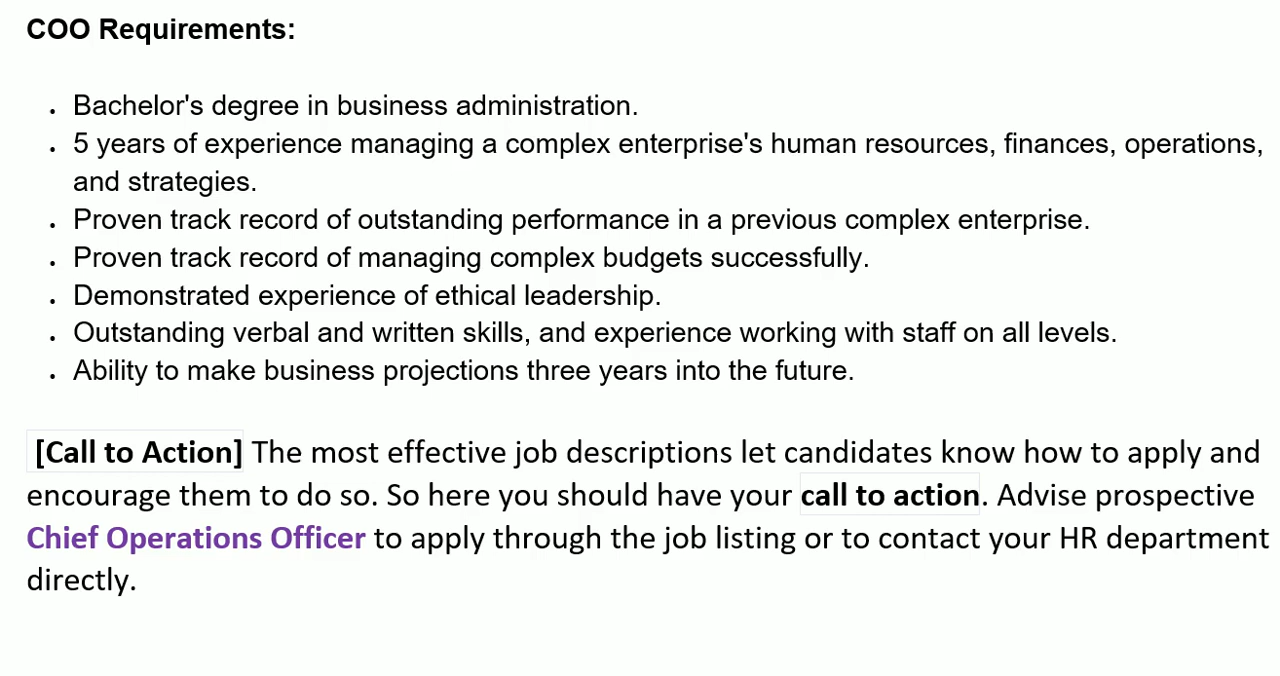 COO Requirements:
• Bachelor's degree in business administration.
• 5 years of experience managing a complex enterprise's human resources, finances, operations,
and strategies.
• Proven track record of outstanding performance in a previous complex enterprise.
• Proven track record of managing complex budgets successfully.
• Demonstrated experience of ethical leadership.
• Outstanding verbal and written skills, and experience working with staff on all levels.
• Ability to make business projections three years into the future.
[Call to Action] The most effective job descriptions let candidates know how to apply and
encourage them to do so. So here you should have your call to action. Advise prospective
Chief Operations Officer to apply through the job listing or to contact your HR department
directly.